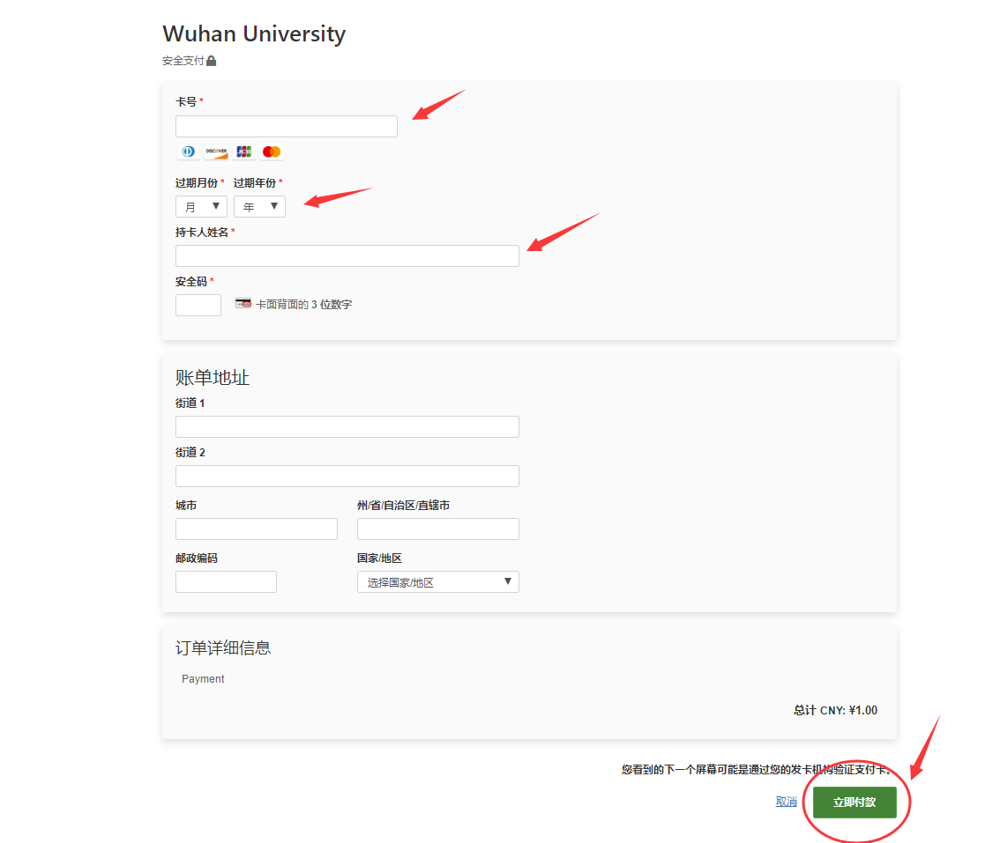 Wuhan University
安全支付
卡号 *
DISCOVER JCB
过期月份 * 过期年份 *
月 年
持卡人姓名 *
安全码 *
卡面背面的 3 位数字
账单地址
街道 1
街道 2
城市 州/省/自治区/直辖市
邮政编码 国家/地区
选择国家/地区
订单详细信息
Payment
总计 CNY: ¥1.00
您看到的下一个屏幕可能是通过您的发卡机构验证支付卡。
取消 立即付款